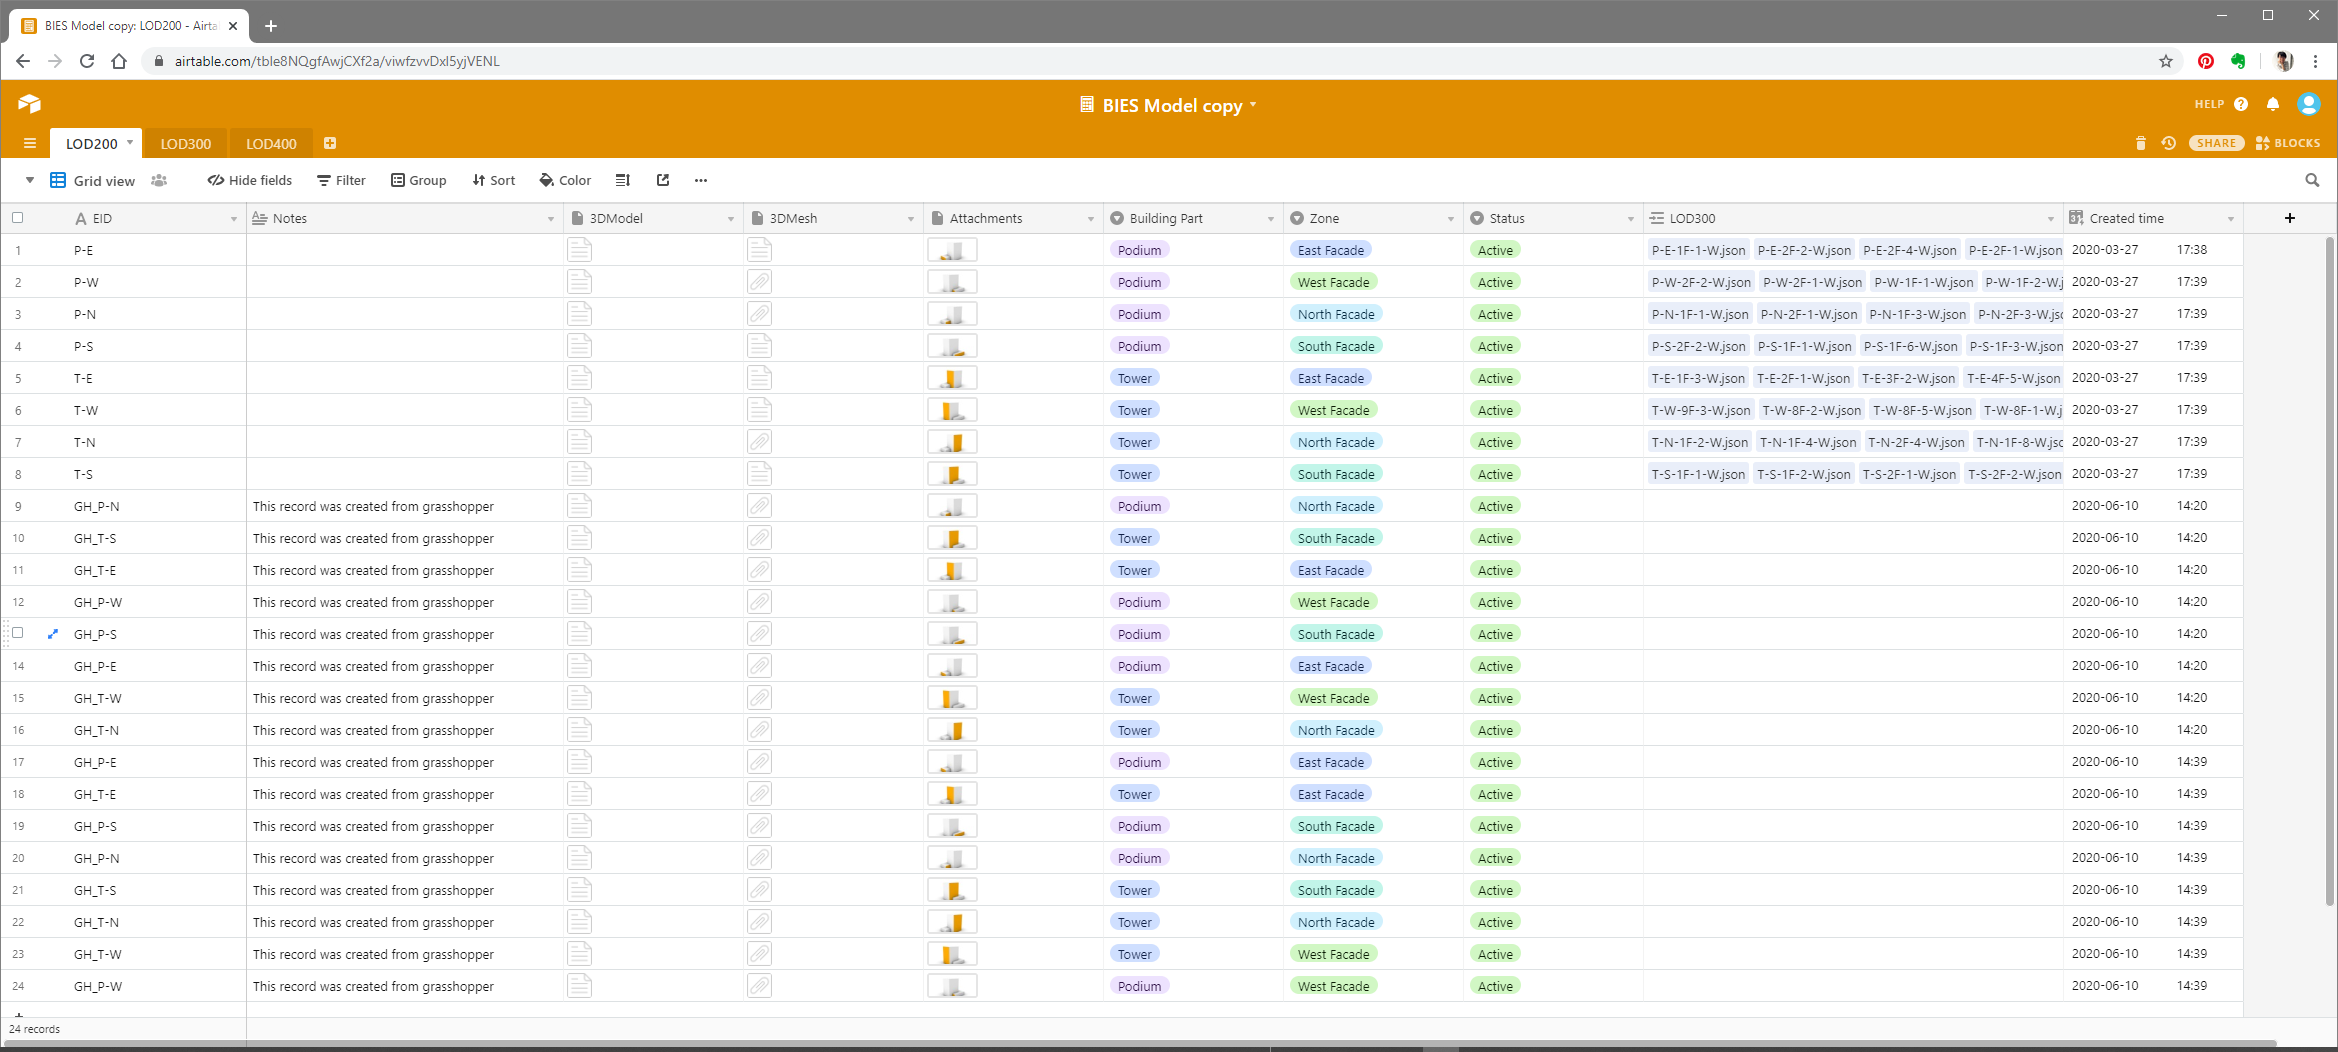 BIES Model copy: LOD200 - Airta
airtable.com/tble8NQgfAwjCXf2a/viwfzvvDxl5yjVENL
BIES Model copy
HELP
LOD200 LOD300 LOD400
SHARE BLOCKS
Grid view Hide fields Filter Group Sort Color
EID Notes 3DModel 3DMesh Attachments Building Part Zone Status LOD300 Created time
1 P-E Podium East Facade Active P-E-1F-1-W.json P-E-2F-2-W.json P-E-2F-4-W.json P-E-2F-1-W.json 2020-03-27 17:38
2 P-W Podium West Facade Active P-W-2F-2-W.json P-W-2F-1-W.json P-W-1F-1-W.json P-W-1F-2-W.j 2020-03-27 17:39
3 P-N Podium North Facade Active P-N-1F-1-W.json P-N-2F-1-W.json P-N-1F-3-W.json P-N-2F-3-W.jsc 2020-03-27 17:39
4 P-S Podium South Facade Active P-S-2F-2-W.json P-S-1F-1-W.json P-S-1F-6-W.json P-S-1F-3-W.json 2020-03-27 17:39
5 T-E Tower East Facade Active T-E-1F-3-W.json T-E-2F-1-W.json T-E-3F-2-W.json T-E-4F-5-W.json 2020-03-27 17:39
6 T-W Tower West Facade Active T-W-9F-3-W.json T-W-8F-2-W.json T-W-8F-5-W.json T-W-8F-1-W.j 2020-03-27 17:39
7 T-N Tower North Facade Active T-N-1F-2-W.json T-N-1F-4-W.json T-N-2F-4-W.json T-N-1F-8-W.jsc 2020-03-27 17:39
8 T-S Tower South Facade Active T-S-1F-1-W.json T-S-1F-2-W.json T-S-2F-1-W.json T-S-2F-2-W.json 2020-03-27 17:39
9 GH_P-N This record was created from grasshopper Podium North Facade Active 2020-06-10 14:20
10 GH_T-S This record was created from grasshopper Tower South Facade Active 2020-06-10 14:20
11 GH_T-E This record was created from grasshopper Tower East Facade Active 2020-06-10 14:20
12 GH_P-W This record was created from grasshopper Podium West Facade Active 2020-06-10 14:20
GH_P-S This record was created from grasshopper Podium South Facade Active 2020-06-10 14:20
14 GH_P-E This record was created from grasshopper Podium East Facade Active 2020-06-10 14:20
15 GH_T-W This record was created from grasshopper Tower West Facade Active 2020-06-10 14:20
16 GH_T-N This record was created from grasshopper Tower North Facade Active 2020-06-10 14:20
17 GH_P-E This record was created from grasshopper Podium East Facade Active 2020-06-10 14:39
18 GH_T-E This record was created from grasshopper Tower East Facade Active 2020-06-10 14:39
19 GH_P-S This record was created from grasshopper Podium South Facade Active 2020-06-10 14:39
20 GH_P-N This record was created from grasshopper Podium North Facade Active 2020-06-10 14:39
21 GH_T-S This record was created from grasshopper Tower South Facade Active 2020-06-10 14:39
22 GH_T-N This record was created from grasshopper Tower North Facade Active 2020-06-10 14:39
23 GH_T-W This record was created from grasshopper Tower West Facade Active 2020-06-10 14:39
24 GH_P-W This record was created from grasshopper Podium West Facade Active 2020-06-10 14:39
24 records